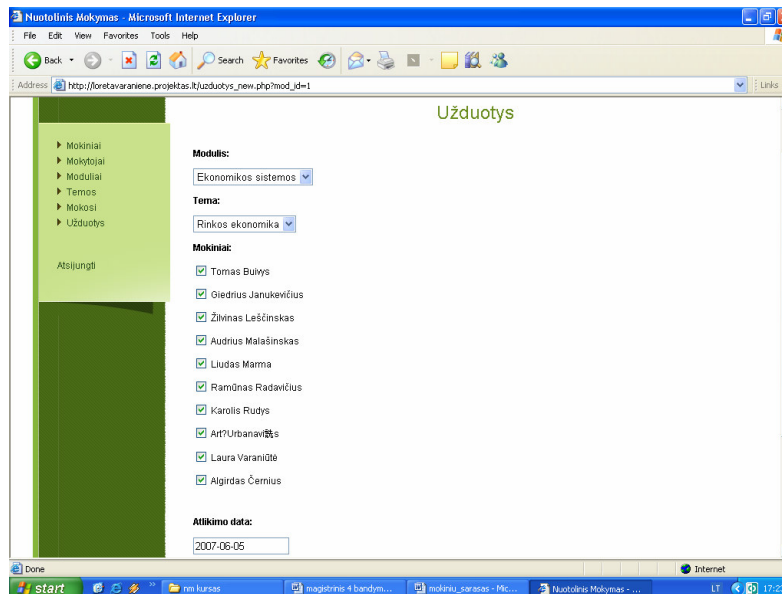 Nuotolinis Mokymas - Microsoft Internet Explorer
File Edit View Favorites Tools Help
Back Search Favorites
Address http://loretavaraniene.projektas.lt/uzduotys_new.php?mod_id=1 Links
Užduotys
Mokiniai
Mokytojai
Moduliai
Temos
Mokosi
Užduotys
Atsijungti
Modulis:
Ekonomikos sistemos
Tema:
Rinkos ekonomika
Mokiniai:
Tomas Buivys
Giedrius Janukevičius
Žilvinas Leščinskas
Audrius Malašinskas
Liudas Marma
Ramūnas Radavičius
Karolis Rudys
Laura Varaniūtė
Algirdas Černius
Atlikimo data:
2007-06-05
Done Internet
start nm kursas magistrinis 4 bandym... mokiniu_sarasas - Mic... Nuotolinis Mokymas - ... LT